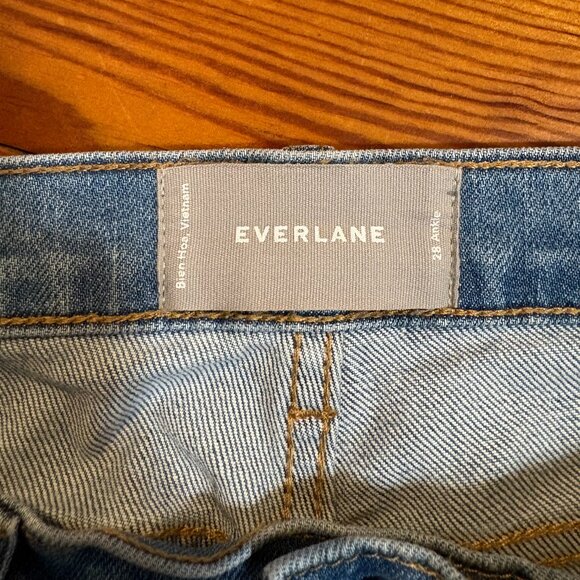 Bien Hoa, Vietnam
EVERLANE
28 Ankle